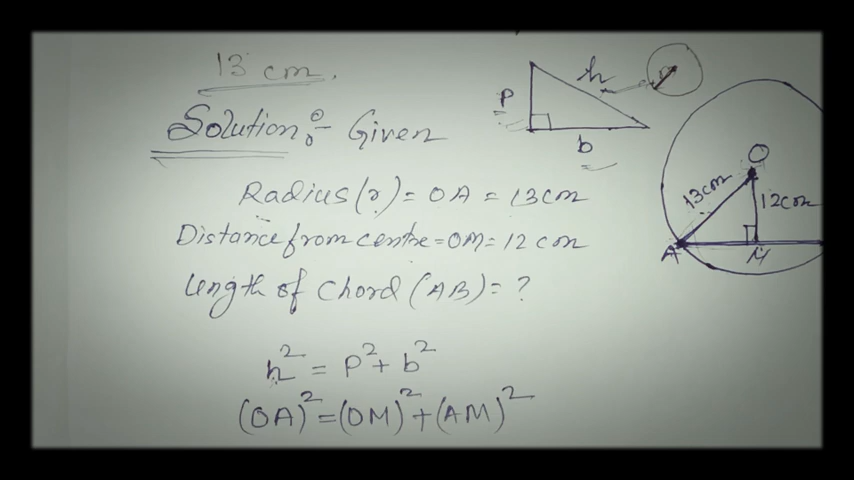 13 cm.
Solution:- Given
Radius (r) = OA = 13cm
Distance from centre = OM = 12 cm
Length of chord (AB) = ?
h² = P² + b²
(OA)² = (OM)² + (AM)²
P
h
b
O
13cm
12cm
A
M